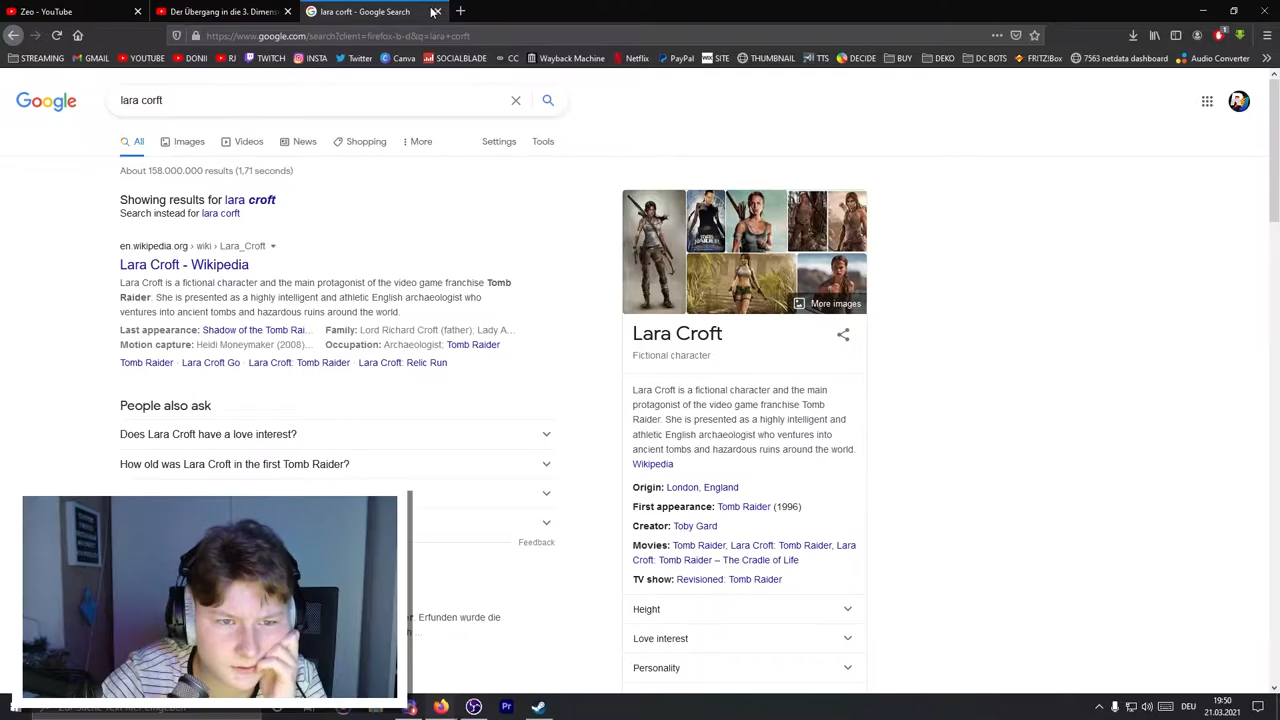 Zeo - YouTube
Der Übergang in die 3. Dimens
lara corft - Google Search
https://www.google.com/search?client=firefox-b-d&q=lara+corft
STREAMING
GMAIL
YOUTUBE
DONII
RJ
TWITCH
INSTA
Twitter
Canva
SOCIALBLADE
CC
Wayback Machine
Netflix
PayPal
SITE
THUMBNAIL
TTS
DECIDE
BUY
DEKO
DC BOTS
FRITZ!Box
7563 netdata dashboard
Audio Converter
Google
lara corft
All
Images
Videos
News
Shopping
More
Settings
Tools
About 158.000.000 results (1,71 seconds)
Showing results for lara croft
Search instead for lara corft
en.wikipedia.org › wiki › Lara_Croft
Lara Croft - Wikipedia
Lara Croft is a fictional character and the main protagonist of the video game franchise Tomb
Raider. She is presented as a highly intelligent and athletic English archaeologist who
ventures into ancient tombs and hazardous ruins around the world.
Last appearance: Shadow of the Tomb Rai... Family: Lord Richard Croft (father); Lady A...
Motion capture: Heidi Moneymaker (2008)... Occupation: Archaeologist; Tomb Raider
Tomb Raider · Lara Croft Go · Lara Croft: Tomb Raider · Lara Croft: Relic Run
People also ask
Does Lara Croft have a love interest?
How old was Lara Croft in the first Tomb Raider?
Feedback
r. Erfunden wurde die
More images
Lara Croft
Fictional character
Lara Croft is a fictional character and the main
protagonist of the video game franchise Tomb
Raider. She is presented as a highly intelligent and
athletic English archaeologist who ventures into
ancient tombs and hazardous ruins around the world.
Wikipedia
Origin: London, England
First appearance: Tomb Raider (1996)
Creator: Toby Gard
Movies: Tomb Raider, Lara Croft: Tomb Raider, Lara
Croft: Tomb Raider – The Cradle of Life
TV show: Revisioned: Tomb Raider
Height
Love interest
Personality
DEU
19:50
21.03.2021